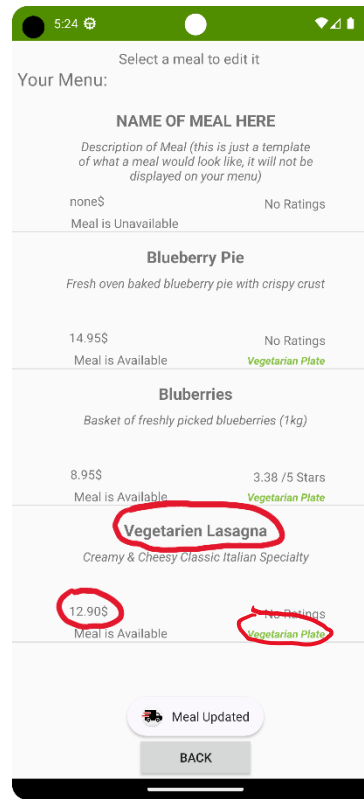 5:24
Select a meal to edit it
Your Menu:
NAME OF MEAL HERE
Description of Meal (this is just a template
of what a meal would look like, it will not be
displayed on your menu)
none$ No Ratings
Meal is Unavailable
Blueberry Pie
Fresh oven baked blueberry pie with crispy crust
14.95$ No Ratings
Meal is Available Vegetarian Plate
Bluberries
Basket of freshly picked blueberries (1kg)
8.95$ 3.38 /5 Stars
Meal is Available Vegetarian Plate
Vegetarien Lasagna
Creamy & Cheesy Classic Italian Specialty
12.90$ No Ratings
Meal is Available Vegetarian Plate
Meal Updated
BACK